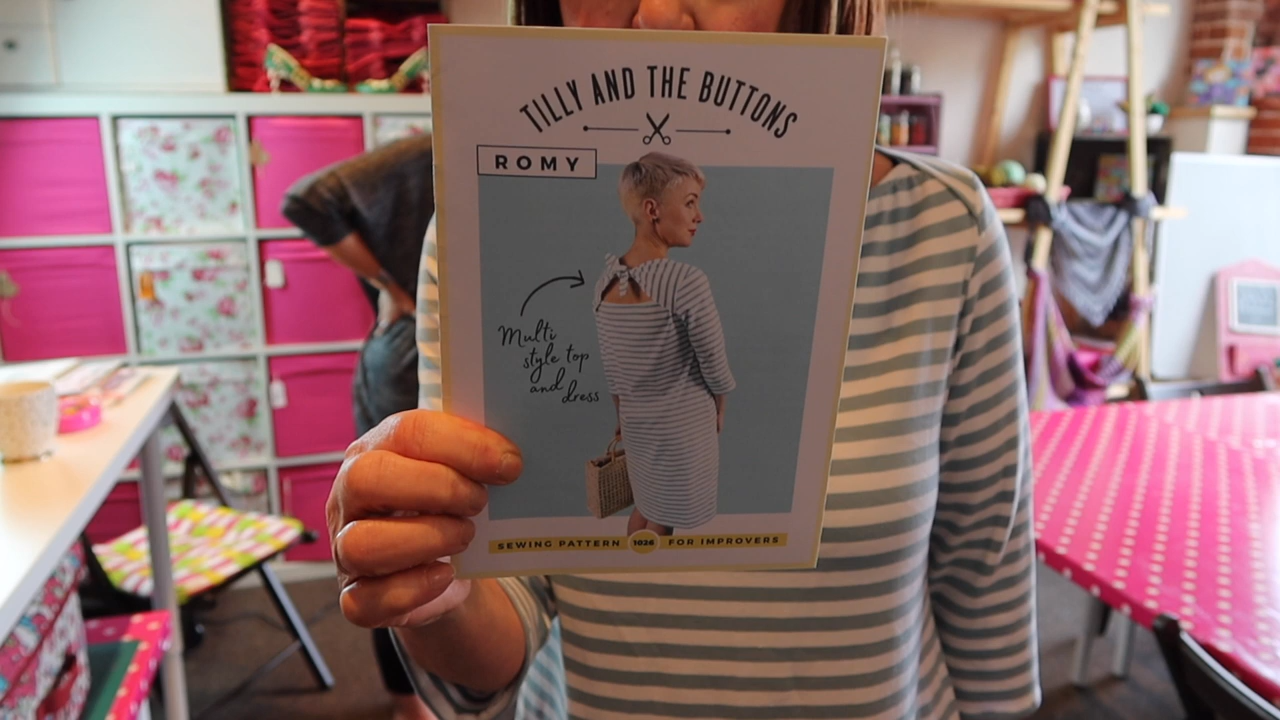 TILLY AND THE BUTTONS
ROMY
Multi
style top
and
dress
SEWING PATTERN 1026 FOR IMPROVERS